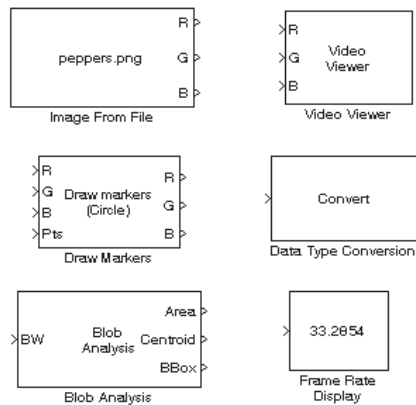 R
peppers.png
G
B
Image From File
R
G
B
Video
Viewer
Video Viewer
R
G
B
Pts
Draw markers
(Circle)
R
G
B
Draw Markers
Convert
Data Type Conversion
BW
Blob
Analysis
Area
Centroid
BBox
Blob Analysis
33.2854
Frame Rate
Display